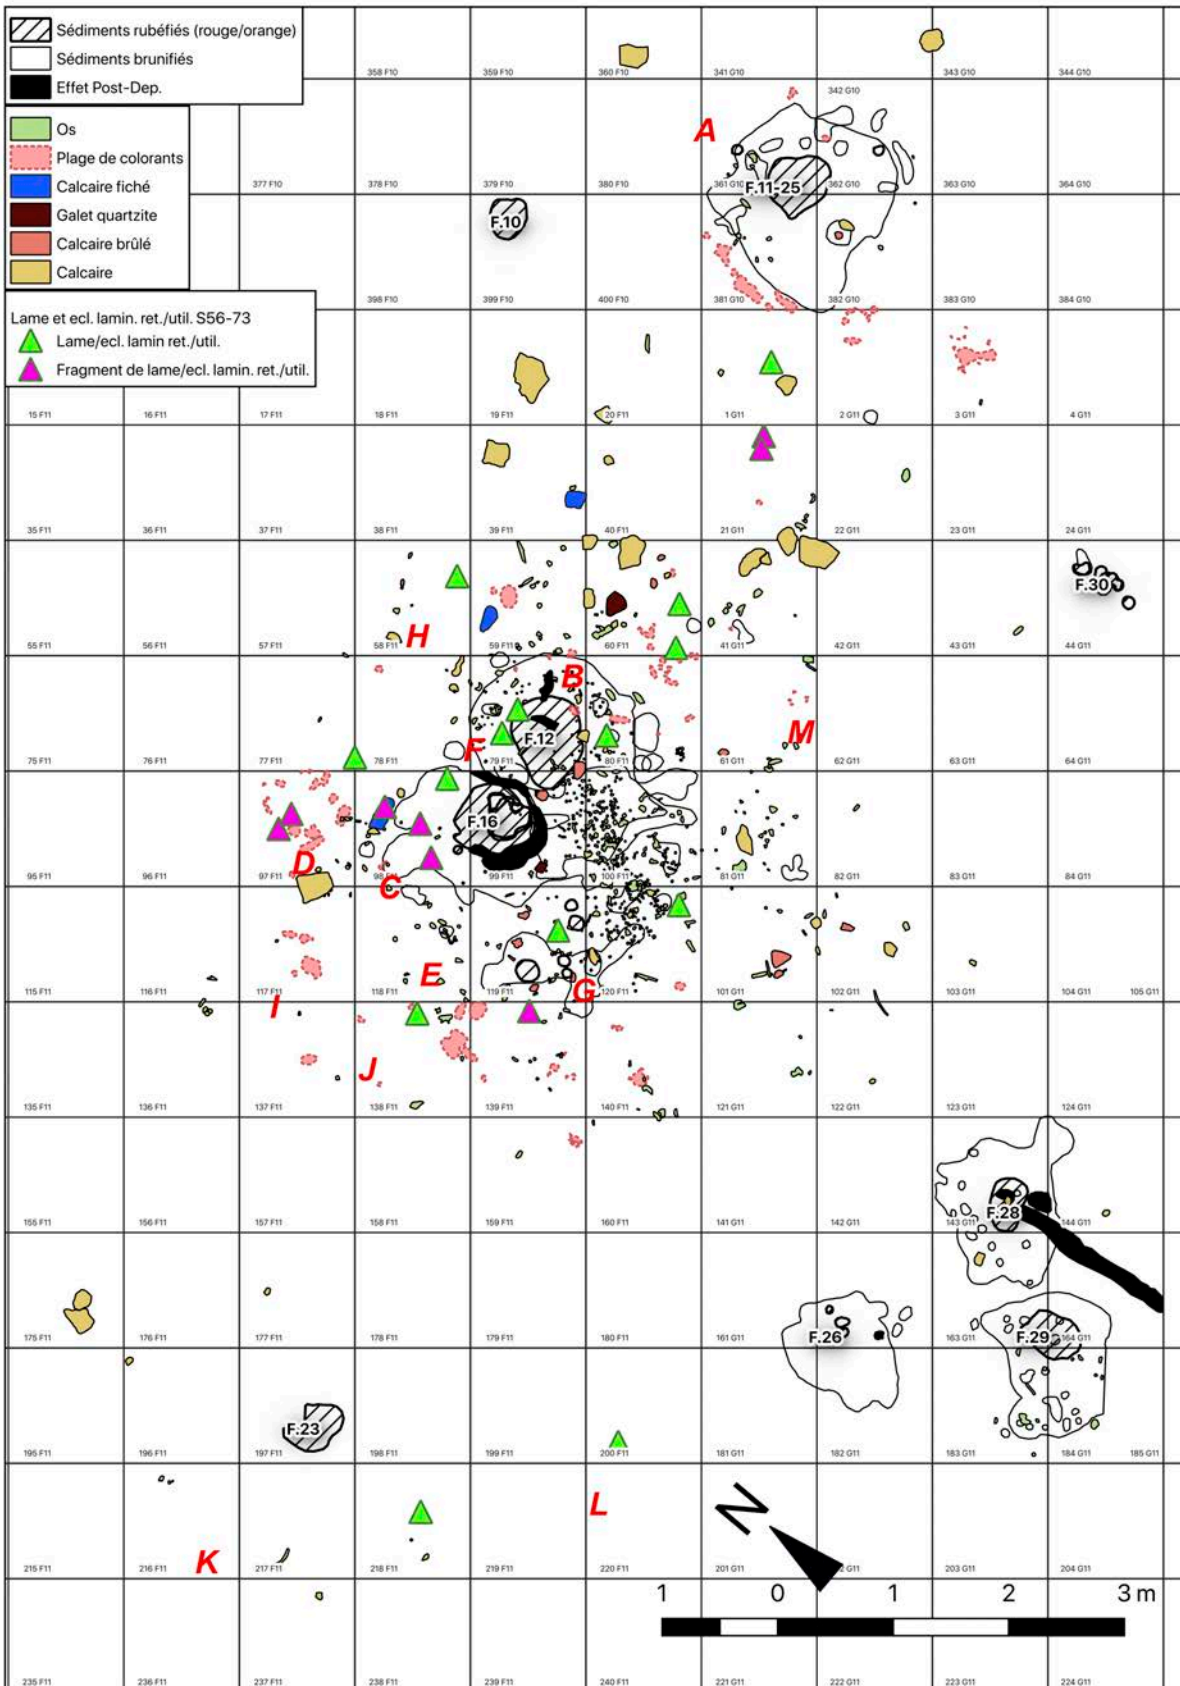 Sédiments rubéfiés (rouge/orange)
Sédiments brunifiés
Effet Post-Dep.
Os
Plage de colorants
Calcaire fiché
Galet quartzite
Calcaire brûlé
Calcaire
Lame et ecl. lamin. ret./util. S56-73
Lame/ecl. lamin ret./util.
Fragment de lame/ecl. lamin. ret./util.
358 F10 359 F10 360 F10 341 G10 343 G10 344 G10
342 G10
A
377 F10 378 F10 379 F10 380 F10 361 G10 F.11-25 362 G10 363 G10 364 G10
F.10
398 F10 399 F10 400 F10 381 G10 382 G10 383 G10 384 G10
15 F11 16 F11 17 F11 18 F11 19 F11 20 F11 1 G11 2 G11 3 G11 4 G11
35 F11 36 F11 37 F11 38 F11 39 F11 40 F11 21 G11 22 G11 23 G11 24 G11
F.30
H
55 F11 56 F11 57 F11 58 F11 59 F11 60 F11 41 G11 43 G11 44 G11
B
M
F.12
F
75 F11 76 F11 77 F11 78 F11 79 F11 80 F11 61 G11 62 G11 64 G11
F.16
D
95 F11 96 F11 97 F11 98 F11 99 F11 100 F11 81 G11 82 G11 83 G11 84 G11
C
E
G
115 F11 116 F11 117 F11 118 F11 119 F11 120 F11 101 G11 102 G11 103 G11 104 G11 105 G11
I
J
135 F11 136 F11 137 F11 138 F11 139 F11 140 F11 121 G11 122 G11 123 G11 124 G11
F.28
155 F11 156 F11 157 F11 158 F11 159 F11 160 F11 141 G11 142 G11 143 G11 144 G11
175 F11 176 F11 177 F11 178 F11 179 F11 180 F11 161 G11 F.26 163 G11 F.29 164 G11
F.23
195 F11 196 F11 197 F11 198 F11 199 F11 200 F11 181 G11 182 G11 183 G11 184 G11 185 G11
L
N
K
215 F11 216 F11 217 F11 218 F11 219 F11 220 F11 201 G11 203 G11 204 G11
1 0 1 2 3 m
235 F11 236 F11 237 F11 238 F11 239 F11 240 F11 221 G11 222 G11 223 G11 224 G11